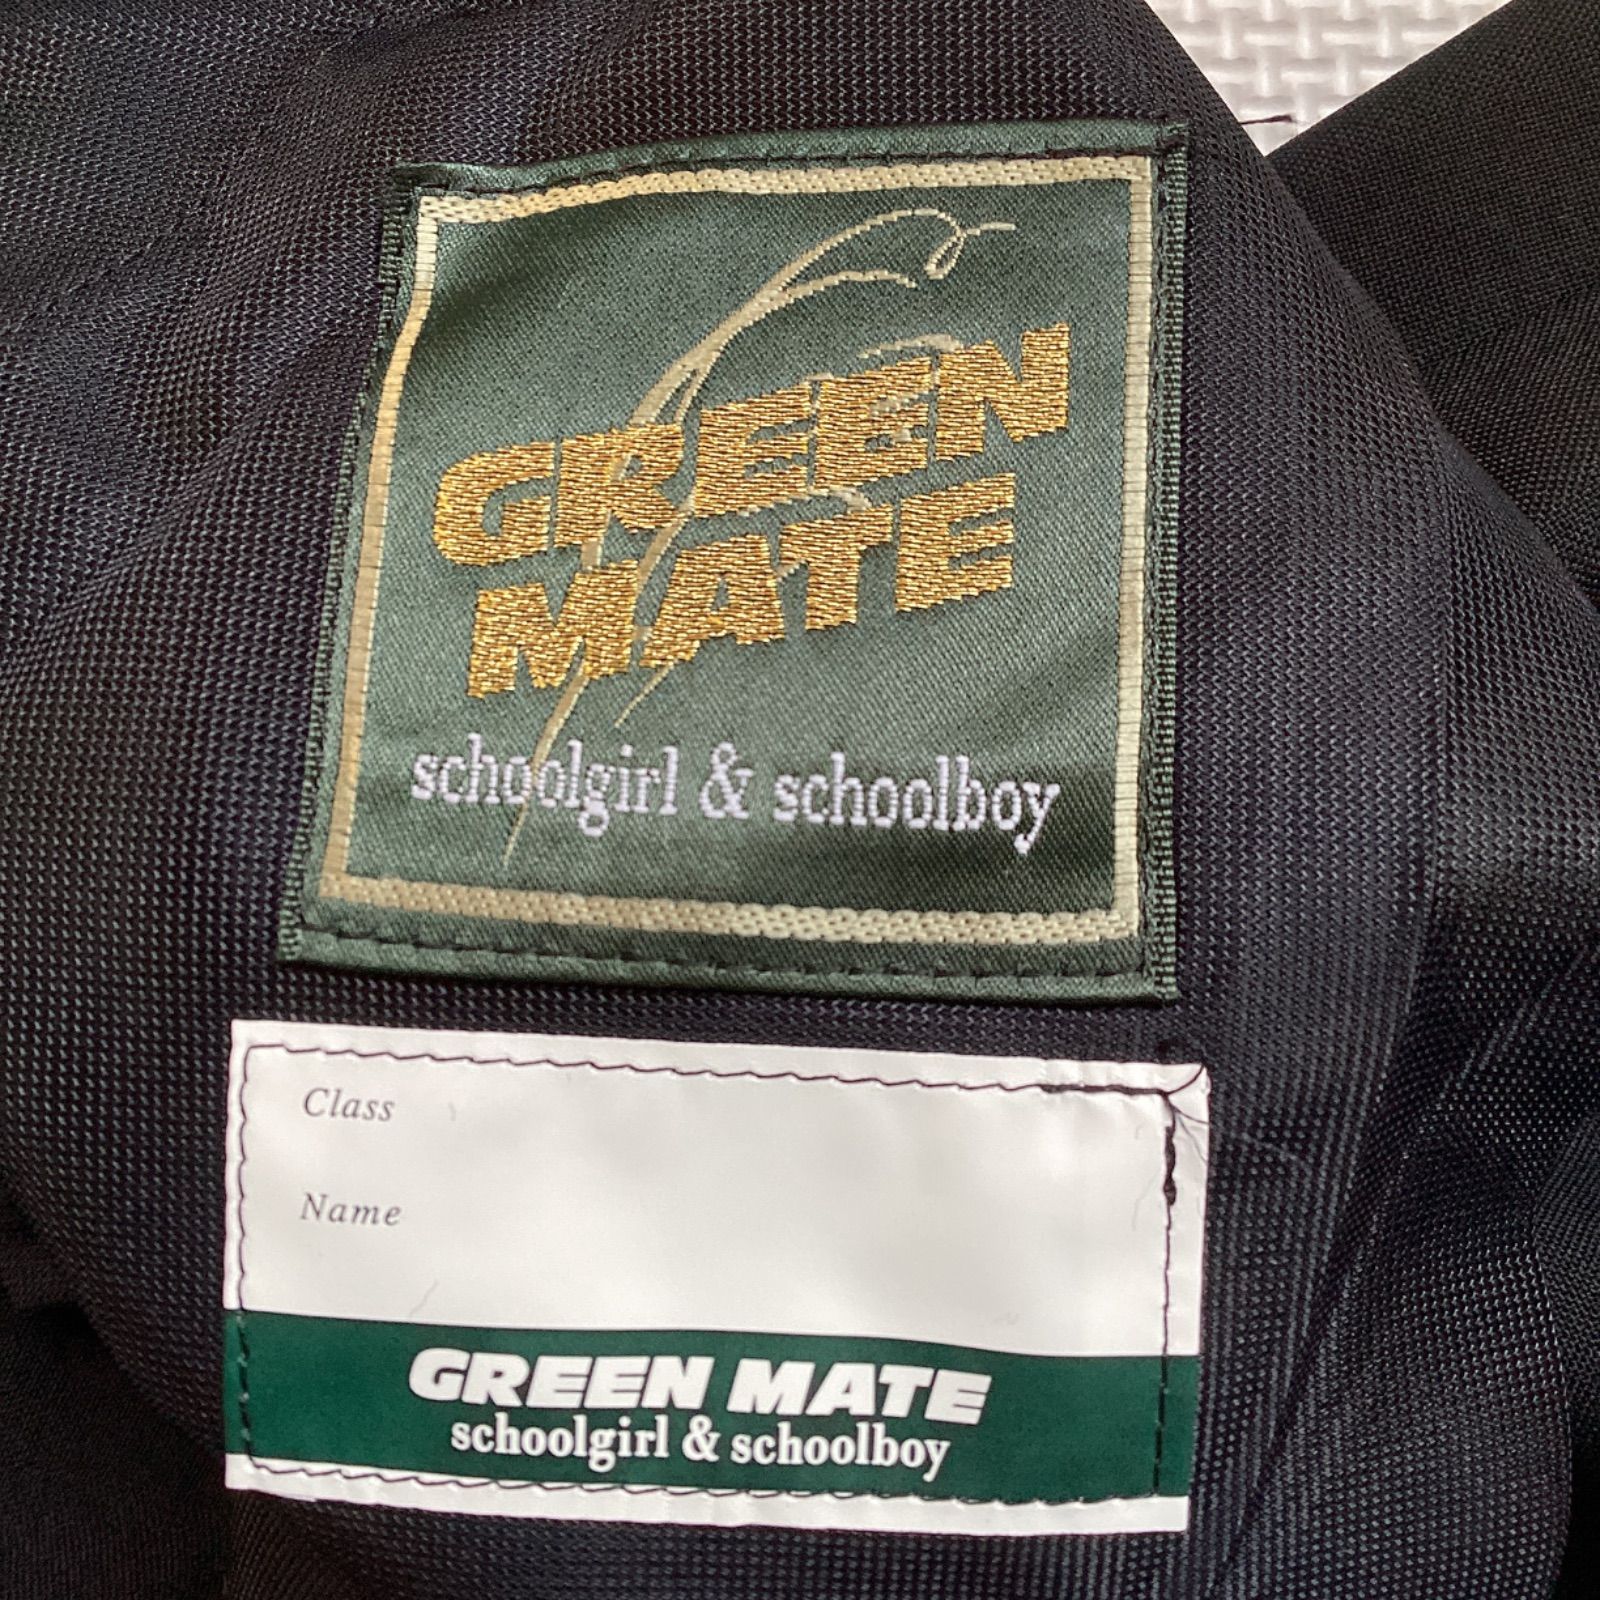 GREEN
MATE
schoolgirl & schoolboy
Class
Name
GREEN MATE
schoolgirl & schoolboy